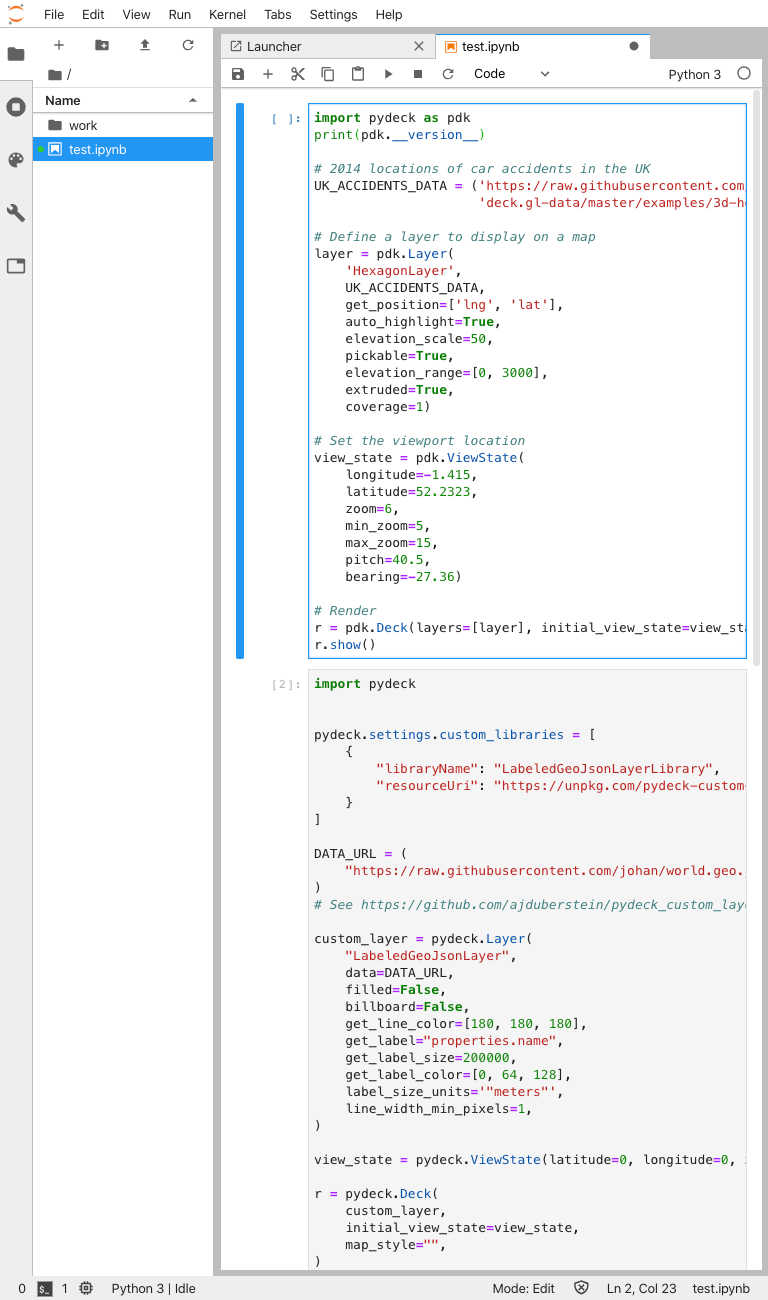 File Edit View Run Kernel Tabs Settings Help
/
Name
work
test.ipynb
Launcher
test.ipynb
Code
Python 3
[ ]:
import pydeck as pdk
print(pdk.__version__)
# 2014 locations of car accidents in the UK
UK_ACCIDENTS_DATA = ('https://raw.githubusercontent.com/
'deck.gl-data/master/examples/3d-he
# Define a layer to display on a map
layer = pdk.Layer(
'HexagonLayer',
UK_ACCIDENTS_DATA,
get_position=['lng', 'lat'],
auto_highlight=True,
elevation_scale=50,
pickable=True,
elevation_range=[0, 3000],
extruded=True,
coverage=1)
# Set the viewport location
view_state = pdk.ViewState(
longitude=-1.415,
latitude=52.2323,
zoom=6,
min_zoom=5,
max_zoom=15,
pitch=40.5,
bearing=-27.36)
# Render
r = pdk.Deck(layers=[layer], initial_view_state=view_sta
r.show()
[2]:
import pydeck
pydeck.settings.custom_libraries = [
{
"libraryName": "LabeledGeoJsonLayerLibrary",
"resourceUri": "https://unpkg.com/pydeck-custom-
}
]
DATA_URL = (
"https://raw.githubusercontent.com/johan/world.geo.
)
# See https://github.com/ajduberstein/pydeck_custom_laye
custom_layer = pydeck.Layer(
"LabeledGeoJsonLayer",
data=DATA_URL,
filled=False,
billboard=False,
get_line_color=[180, 180, 180],
get_label="properties.name",
get_label_size=200000,
get_label_color=[0, 64, 128],
label_size_units='"meters"',
line_width_min_pixels=1,
)
view_state = pydeck.ViewState(latitude=0, longitude=0,
r = pydeck.Deck(
custom_layer,
initial_view_state=view_state,
map_style="",
)
0 $_ 1 Python 3 | Idle Mode: Edit Ln 2, Col 23 test.ipynb